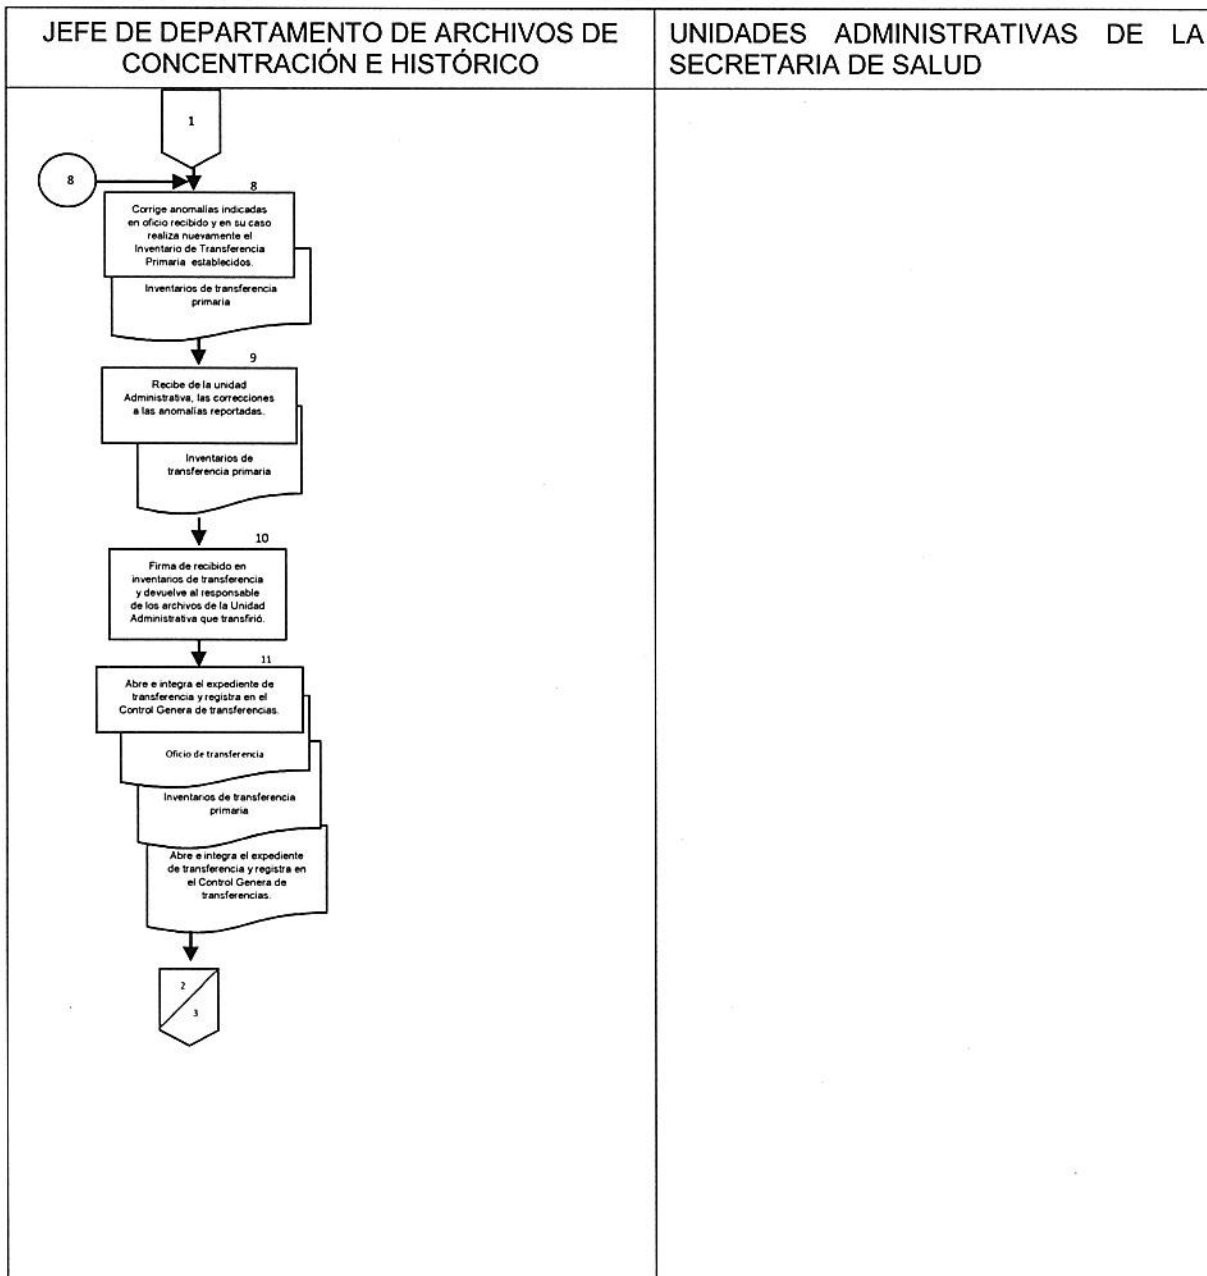 JEFE DE DEPARTAMENTO DE ARCHIVOS DE
CONCENTRACIÓN E HISTÓRICO
UNIDADES ADMINISTRATIVAS DE LA
SECRETARIA DE SALUD
1
8
8
Corrige anomalías indicadas
en oficio recibido y en su caso
realiza nuevamente el
Inventario de Transferencia
Primaria establecidos.
Inventarios de transferencia
primaria
9
Recibe de la unidad
Administrativa, las correcciones
a las anomalías reportadas.
Inventarios de
transferencia primaria
10
Firma de recibido en
inventarios de transferencia
y devuelve al responsable
de los archivos de la Unidad
Administrativa que transfirió.
11
Abre e integra el expediente de
transferencia y registra en el
Control Genera de transferencias.
Oficio de transferencia
Inventarios de transferencia
primaria
Abre e integra el expediente
de transferencia y registra en
el Control Genera de
transferencias.
2
3